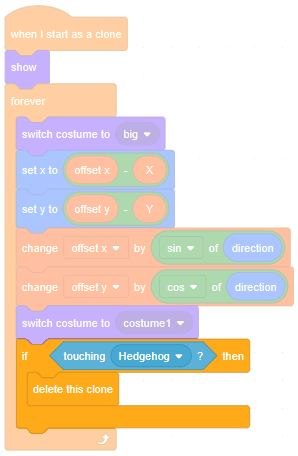 when I start as a clone
show
forever
switch costume to big
set x to offset x - X
set y to offset y - Y
change offset x by sin of direction
change offset y by cos of direction
switch costume to costume1
if touching Hedgehog ? then
delete this clone